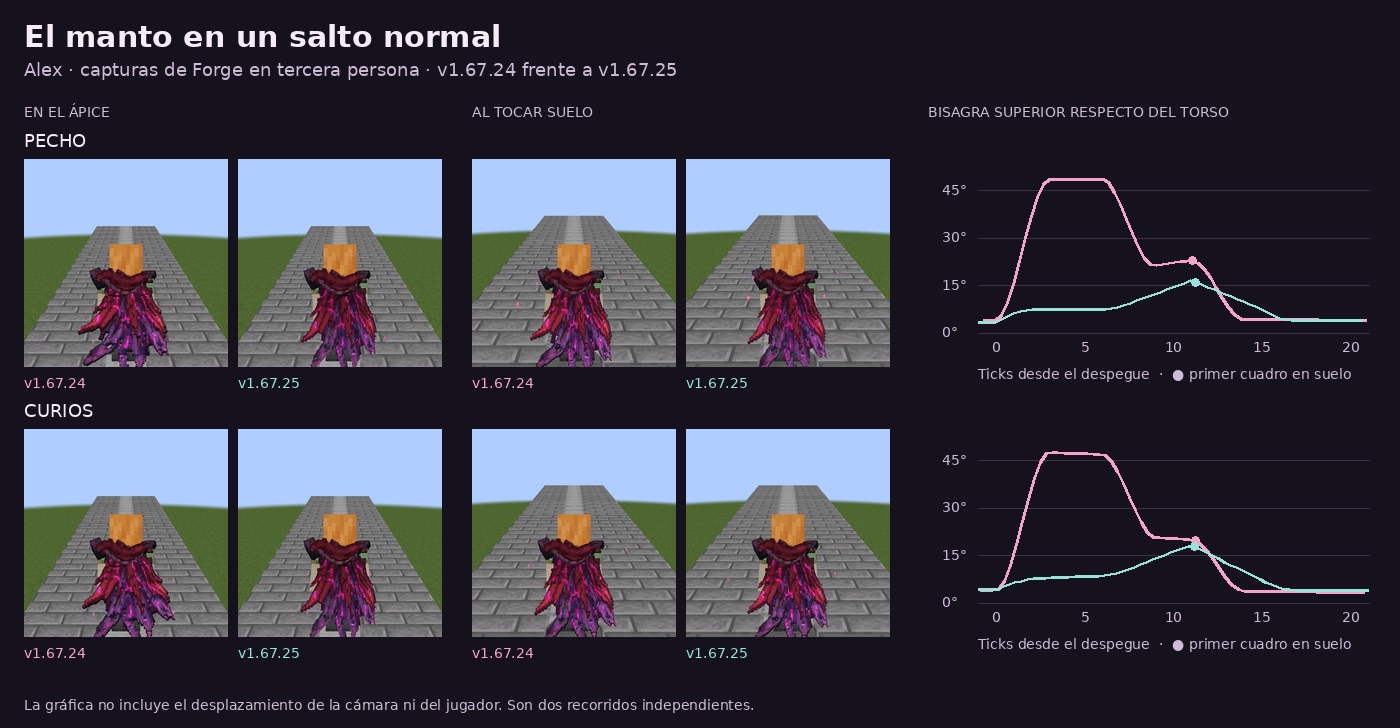 El manto en un salto normal
Alex · capturas de Forge en tercera persona · v1.67.24 frente a v1.67.25
EN EL ÁPICE
AL TOCAR SUELO
BISAGRA SUPERIOR RESPECTO DEL TORSO
PECHO
v1.67.24
v1.67.25
v1.67.24
v1.67.25
45°
30°
15°
0°
0 5 10 15 20
Ticks desde el despegue · ● primer cuadro en suelo
CURIOS
v1.67.24
v1.67.25
v1.67.24
v1.67.25
45°
30°
15°
0°
0 5 10 15 20
Ticks desde el despegue · ● primer cuadro en suelo
La gráfica no incluye el desplazamiento de la cámara ni del jugador. Son dos recorridos independientes.